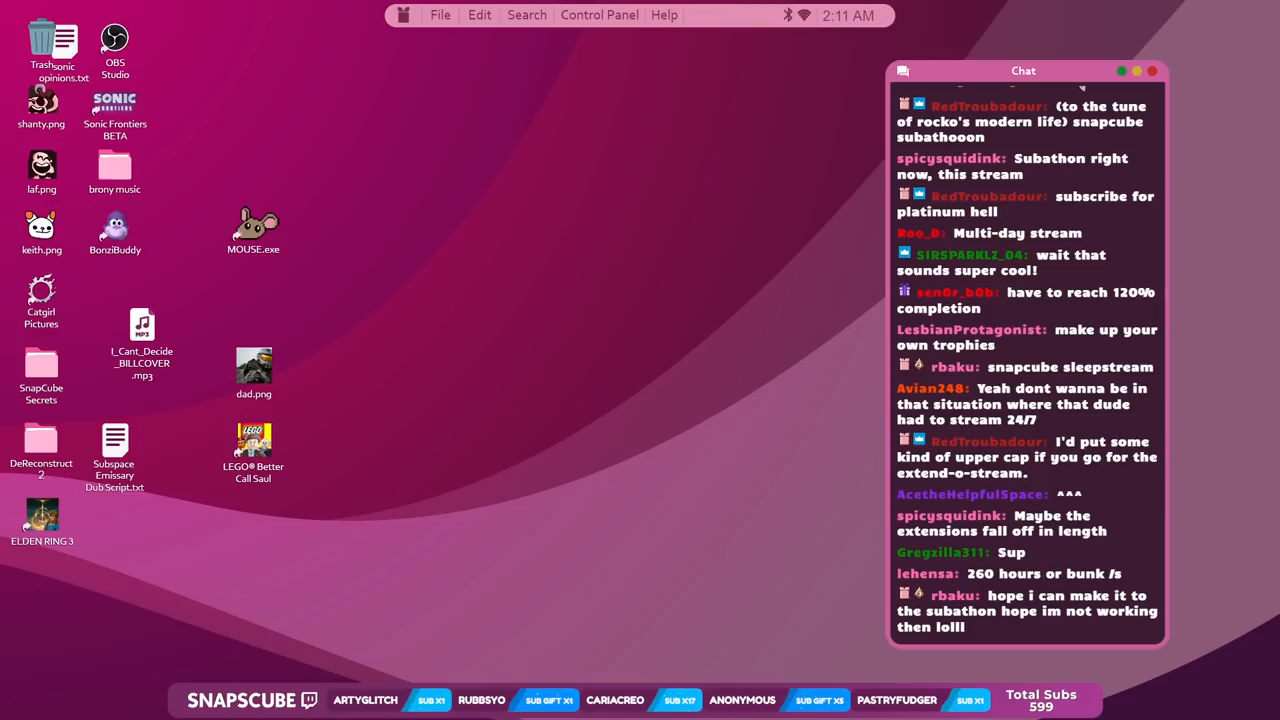 File Edit Search Control Panel Help 2:11 AM
Trash
sonic
opinions.txt
OBS
Studio
shanty.png
SONIC
FRONTIERS
Sonic Frontiers
BETA
laf.png
brony music
keith.png
BonziBuddy
MOUSE.exe
Catgirl
Pictures
MP3
I_Cant_Decide
_BILLCOVER
.mp3
SnapCube
Secrets
dad.png
DeReconstruct
2
Subspace
Emissary
Dub Script.txt
LEGO
LEGO® Better
Call Saul
ELDEN RING 3
Chat
RedTroubadour: (to the tune
of rocko's modern life) snapcube
subathooon
spicysquidink: Subathon right
now, this stream
RedTroubadour: subscribe for
platinum hell
Roo_D: Multi-day stream
SIRSPARKLZ_04: wait that
sounds super cool!
sen0r_b0b: have to reach 120%
completion
LesbianProtagonist: make up your
own trophies
rbaku: snapcube sleepstream
Avian248: Yeah dont wanna be in
that situation where that dude
had to stream 24/7
RedTroubadour: I'd put some
kind of upper cap if you go for the
extend-o-stream.
AcetheHelpfulSpace: ^^^
spicysquidink: Maybe the
extensions fall off in length
Gregzilla311: Sup
lehensa: 260 hours or bunk /s
rbaku: hope i can make it to
the subathon hope im not working
then lolll
SNAPSCUBE ARTYGLITCH SUB X1 RUBBSYO SUB GIFT X1 CARIACREO SUB X17 ANONYMOUS SUB GIFT X5 PASTRYFUDGER SUB X1
Total Subs
599